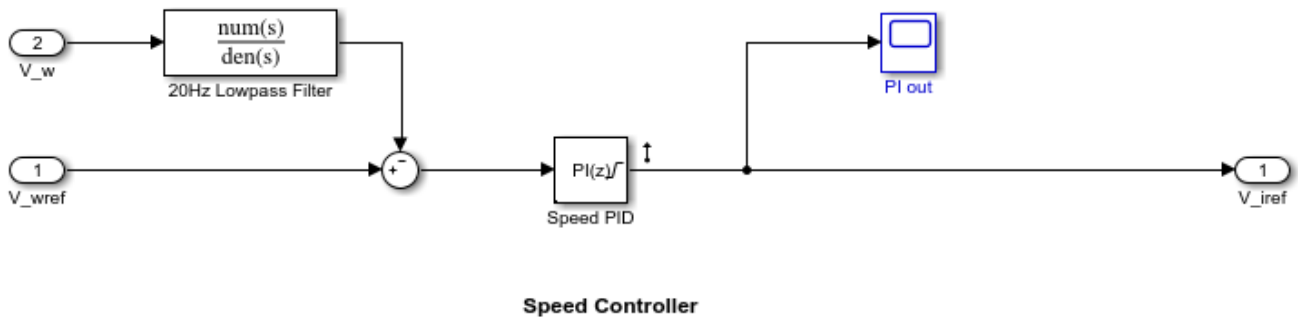 2
V_w
num(s)
den(s)
20Hz Lowpass Filter
PI out
1
V_wref
+
−
PI(z)
Speed PID
1
V_iref
Speed Controller